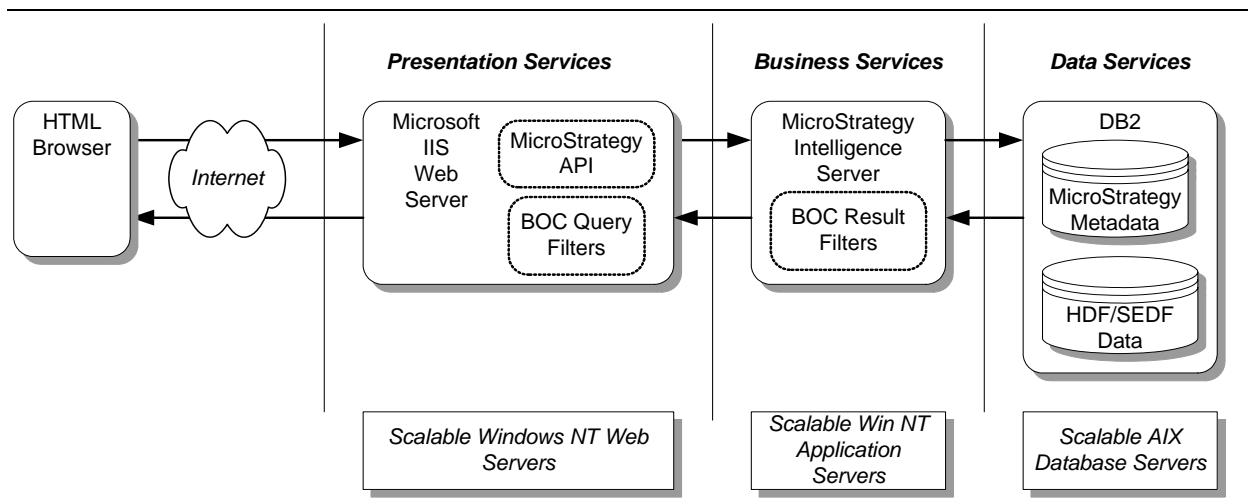 Presentation Services
Business Services
Data Services
HTML
Browser
Internet
Microsoft
IIS
Web
Server
MicroStrategy
API
BOC Query
Filters
MicroStrategy
Intelligence
Server
BOC Result
Filters
DB2
MicroStrategy
Metadata
HDF/SEDF
Data
Scalable Windows NT Web
Servers
Scalable Win NT
Application
Servers
Scalable AIX
Database Servers